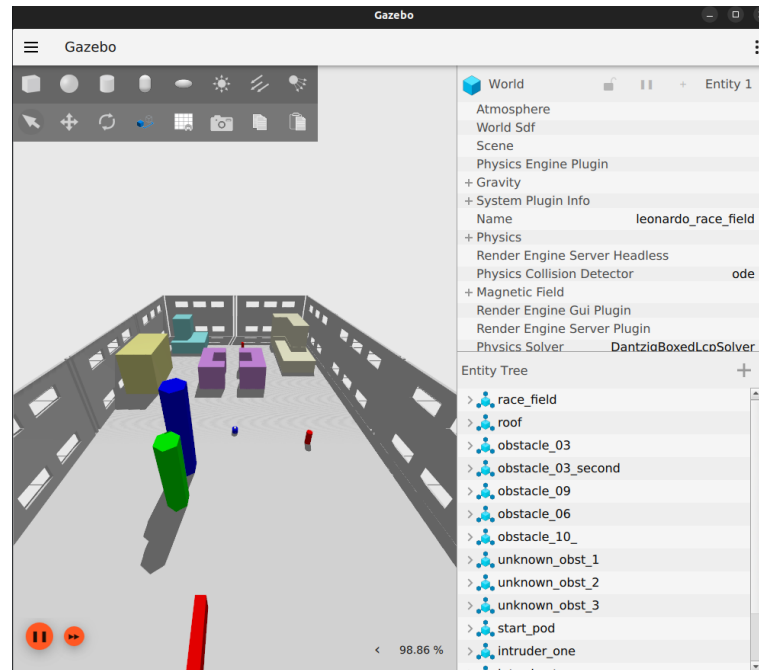 Gazebo
Gazebo
World
Entity 1
Atmosphere
World Sdf
Scene
Physics Engine Plugin
+ Gravity
+ System Plugin Info
Name leonardo_race_field
+ Physics
Render Engine Server Headless
Physics Collision Detector ode
+ Magnetic Field
Render Engine Gui Plugin
Render Engine Server Plugin
Physics Solver DantzigBoxedLcpSolver
Entity Tree
race_field
roof
obstacle_03
obstacle_03_second
obstacle_09
obstacle_06
obstacle_10_
unknown_obst_1
unknown_obst_2
unknown_obst_3
start_pod
intruder_one
98.86 %